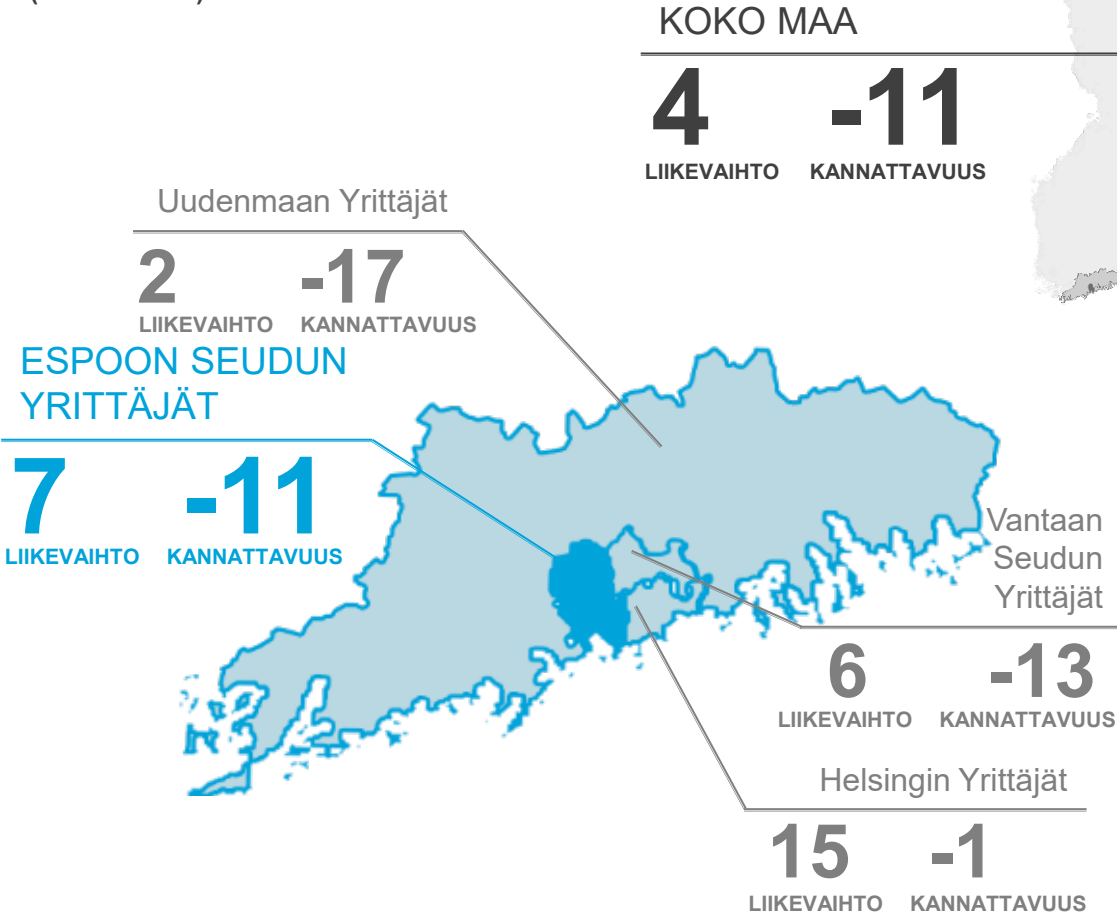 KOKO MAA
4 -11
LIIKEVAIHTO KANNATTAVUUS
Uudenmaan Yrittäjät
2 -17
LIIKEVAIHTO KANNATTAVUUS
ESPOON SEUDUN
YRITTÄJÄT
7 -11
LIIKEVAIHTO KANNATTAVUUS
Vantaan
Seudun
Yrittäjät
6 -13
LIIKEVAIHTO KANNATTAVUUS
Helsingin Yrittäjät
15 -1
LIIKEVAIHTO KANNATTAVUUS